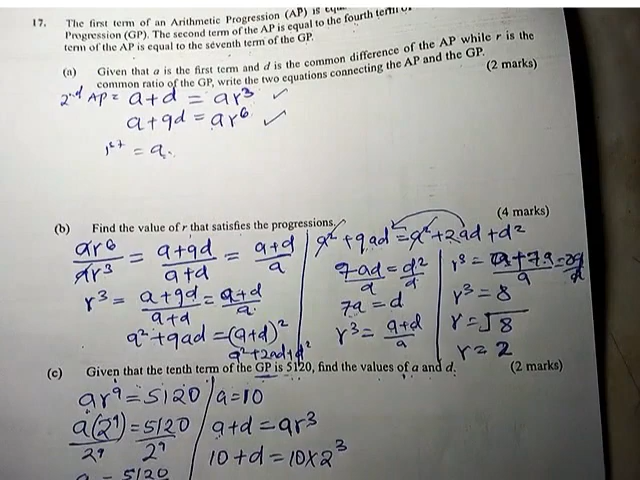 17. The first term of an Arithmetic Progression (AP) is
Progression (GP). The second term of the AP is equal to the fourth term
term of the AP is equal to the seventh term of the GP.
(a) Given that a is the first term and d is the common difference of the AP while r is the
common ratio of the GP, write the two equations connecting the AP and the GP.
(2 marks)
2nd AP = a+d = ar³ ✓
a+9d = ar⁶ ✓
1st = a.
(4 marks)
(b) Find the value of r that satisfies the progressions.
ar⁶/ar³ = a+9d/a+d = a+d/a
r³ = a+9d/a+d = a+d/a
a²+9ad = (a+d)²
a²+2ad+d²
a²+9ad = a²+2ad+d²
7ad/a = d²/d
7a = d
r³ = a+d/a
r³ = a+7a/a = 8a/a
r³ = 8
r = √8
r = 2
(c) Given that the tenth term of the GP is 5120, find the values of a and d.
(2 marks)
ar⁹ = 5120
a(2⁹)/2⁹ = 5120/2⁹
a = 5120
a = 10
a+d = ar³
10+d = 10×2³